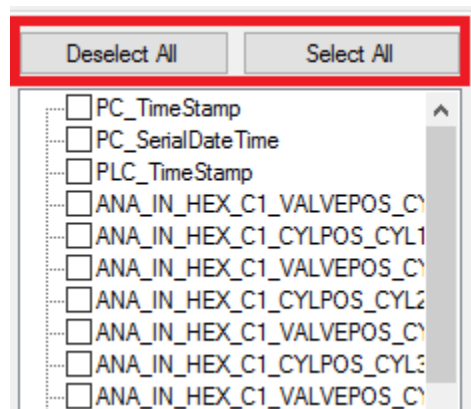 Deselect All Select All
PC_TimeStamp
PC_SerialDateTime
PLC_TimeStamp
ANA_IN_HEX_C1_VALVEPOS_CY
ANA_IN_HEX_C1_CYLPOS_CYL1
ANA_IN_HEX_C1_VALVEPOS_CY
ANA_IN_HEX_C1_CYLPOS_CYL2
ANA_IN_HEX_C1_VALVEPOS_CY
ANA_IN_HEX_C1_CYLPOS_CYL3
ANA_IN_HEX_C1_VALVEPOS_CY